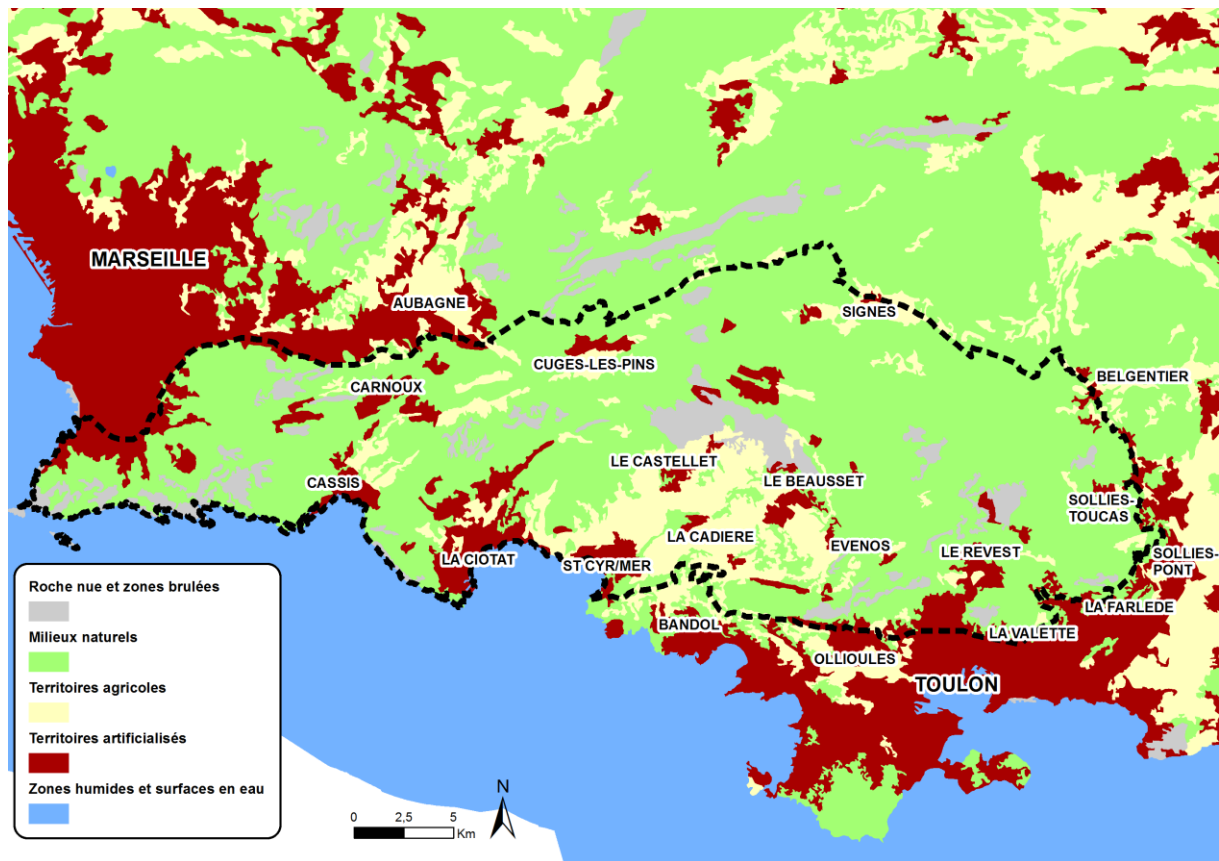 MARSEILLE
AUBAGNE
SIGNES
CUGES-LES-PINS
BELGENTIER
CARNOUX
LE CASTELLET
CASSIS
LE BEAUSSET
SOLLIES-
TOUCAS
LA CADIERE
EVENOS
LE REVEST
LA CIOTAT
ST CYR/MER
SOLLIES-
PONT
LA FARLEDE
BANDOL
LA VALETTE
OLLIOULES
TOULON
Roche nue et zones brulées
Milieux naturels
Territoires agricoles
Territoires artificialisés
Zones humides et surfaces en eau
N
0 2,5 5
Km